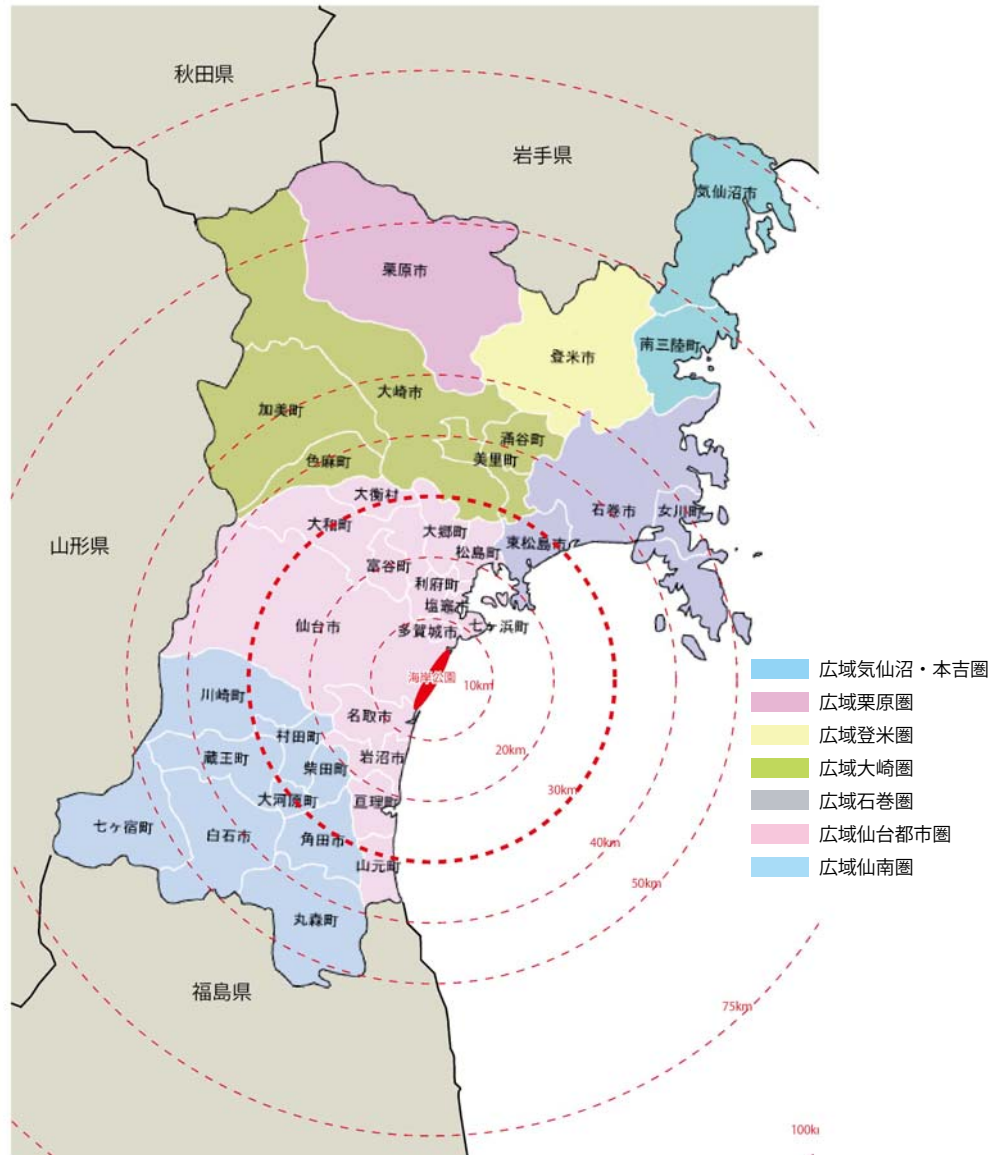 秋田県
岩手県
気仙沼市
栗原市
南三陸町
登米市
大崎市
加美町
涌谷町
美里町
色麻町
大衡村
石巻市
女川町
大和町
大郷町
東松島市
山形県
松島町
富谷町
利府町
塩竈市
仙台市
多賀城市
七ヶ浜町
海岸公園
10km
川崎町
名取市
村田町
20km
蔵王町
岩沼市
柴田町
30km
大河原町
亘理町
七ヶ宿町
白石市
角田市
40km
山元町
50km
丸森町
福島県
75km
100k
広域気仙沼・本吉圏
広域栗原圏
広域登米圏
広域大崎圏
広域石巻圏
広域仙台都市圏
広域仙南圏